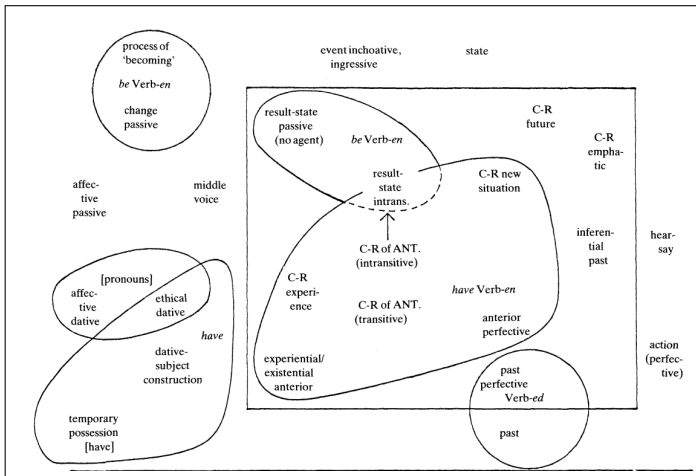 process of
'becoming'
be Verb-en
change
passive
event inchoative,
ingressive
state
result-state
passive
(no agent)
be Verb-en
result-
state
intrans.
C-R
future
C-R
empha-
tic
C-R new
situation
affec-
tive
passive
middle
voice
inferen-
tial
past
hear-
say
C-R of ANT.
(intransitive)
C-R
experi-
ence
C-R of ANT.
(transitive)
have Verb-en
anterior
perfective
experiential/
existential
anterior
[pronouns]
affec-
tive
dative
ethical
dative
have
dative-
subject
construction
temporary
possession
[have]
action
(perfec-
tive)
past
perfective
Verb-ed
past